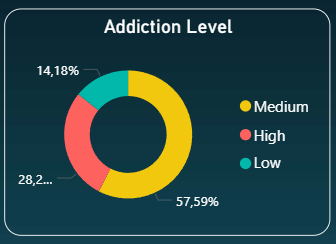 Addiction Level
14,18%
Medium
High
Low
28,2...
57,59%